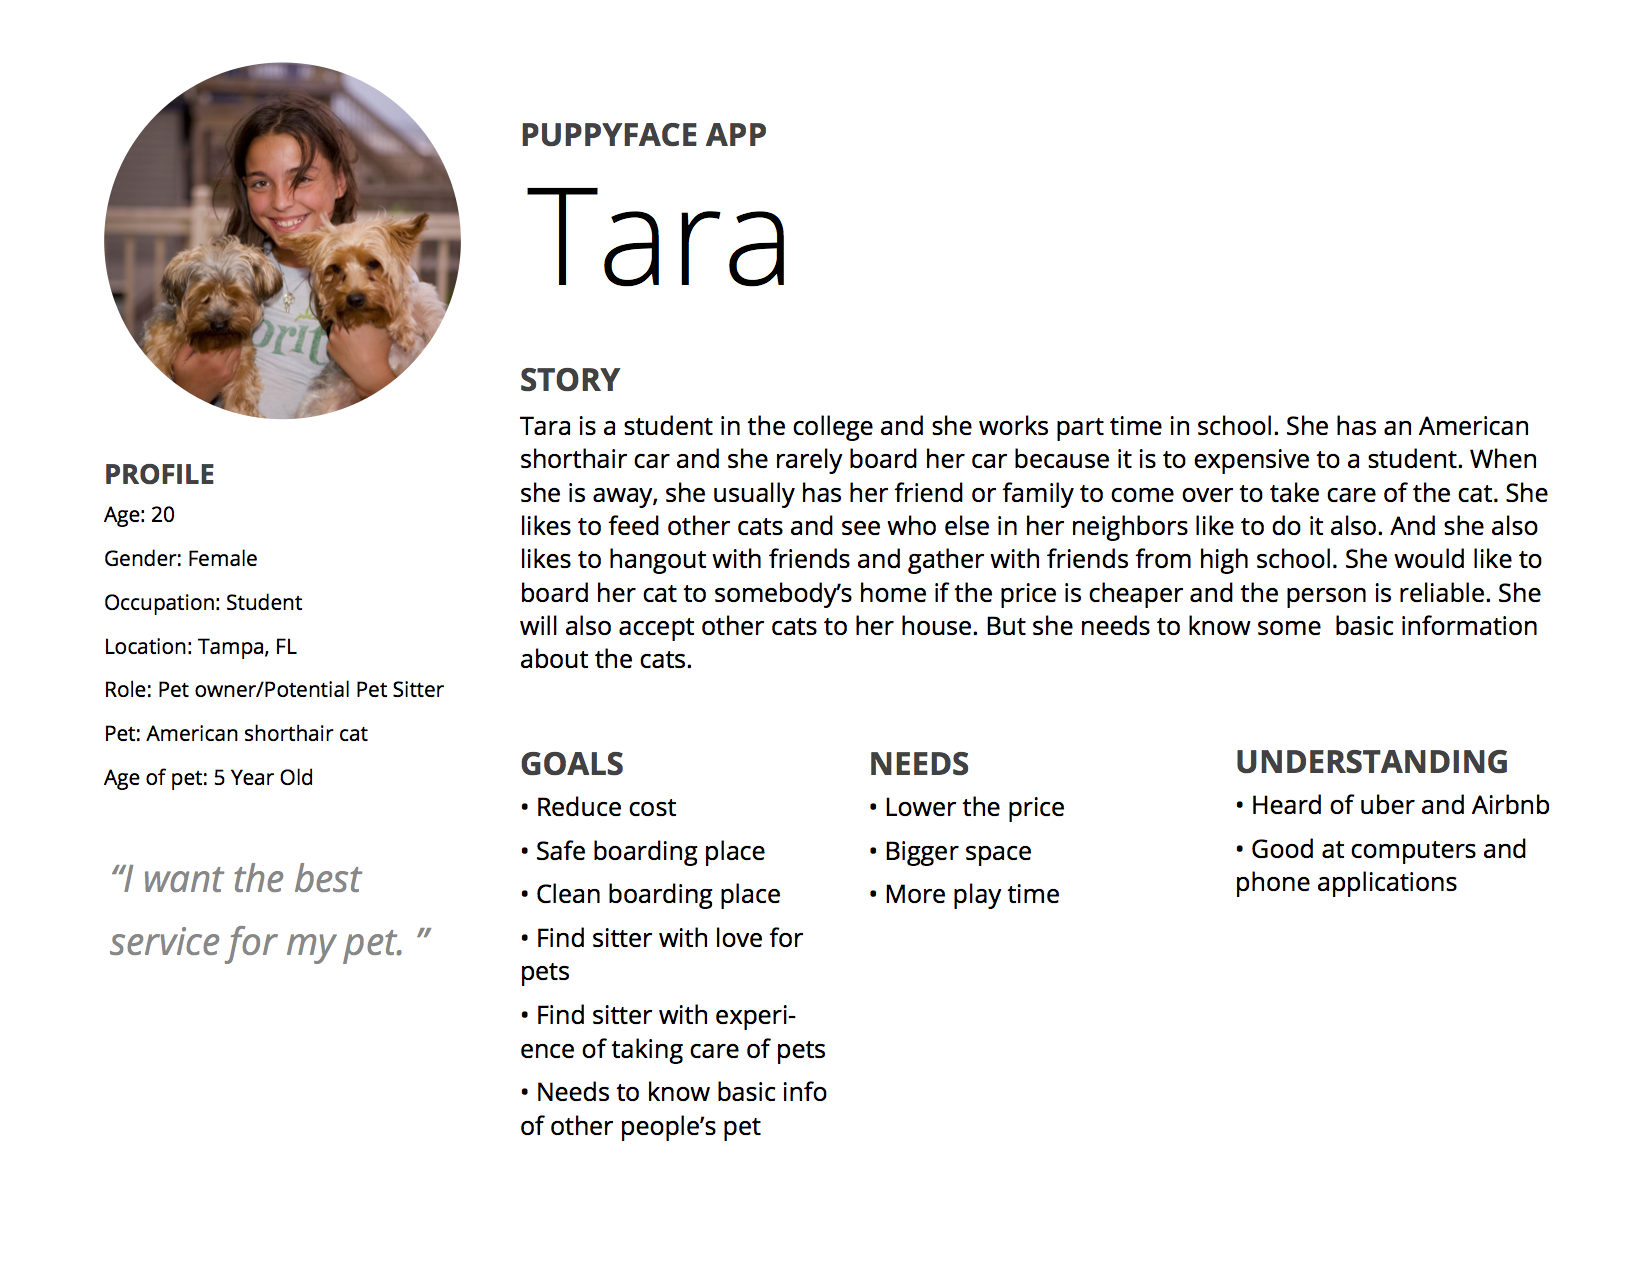 PUPPYFACE APP
Tara
STORY
Tara is a student in the college and she works part time in school. She has an American
shorthair car and she rarely board her car because it is to expensive to a student. When
she is away, she usually has her friend or family to come over to take care of the cat. She
likes to feed other cats and see who else in her neighbors like to do it also. And she also
likes to hangout with friends and gather with friends from high school. She would like to
board her cat to somebody’s home if the price is cheaper and the person is reliable. She
will also accept other cats to her house. But she needs to know some  basic information
about the cats.
PROFILE
Age: 20
Gender: Female
Occupation: Student
Location: Tampa, FL
Role: Pet owner/Potential Pet Sitter
Pet: American shorthair cat
Age of pet: 5 Year Old
“I want the best
service for my pet. ”
GOALS
• Reduce cost
• Safe boarding place
• Clean boarding place
• Find sitter with love for
pets
• Find sitter with experi-
ence of taking care of pets
• Needs to know basic info
of other people’s pet
NEEDS
• Lower the price
• Bigger space
• More play time
UNDERSTANDING
• Heard of uber and Airbnb
• Good at computers and
phone applications